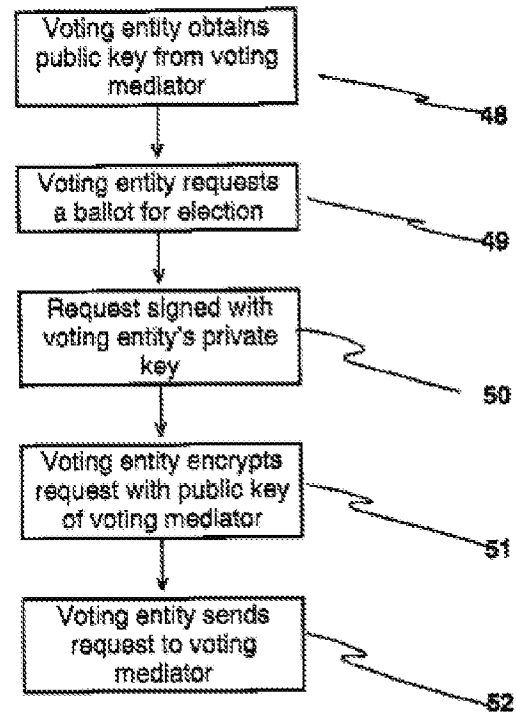 Voting entity obtains
public key from voting
mediator
48
Voting entity requests
a ballot for election
49
Request signed with
voting entity's private
key
50
Voting entity encrypts
request with public key
of voting mediator
51
Voting entity sends
request to voting
mediator
52